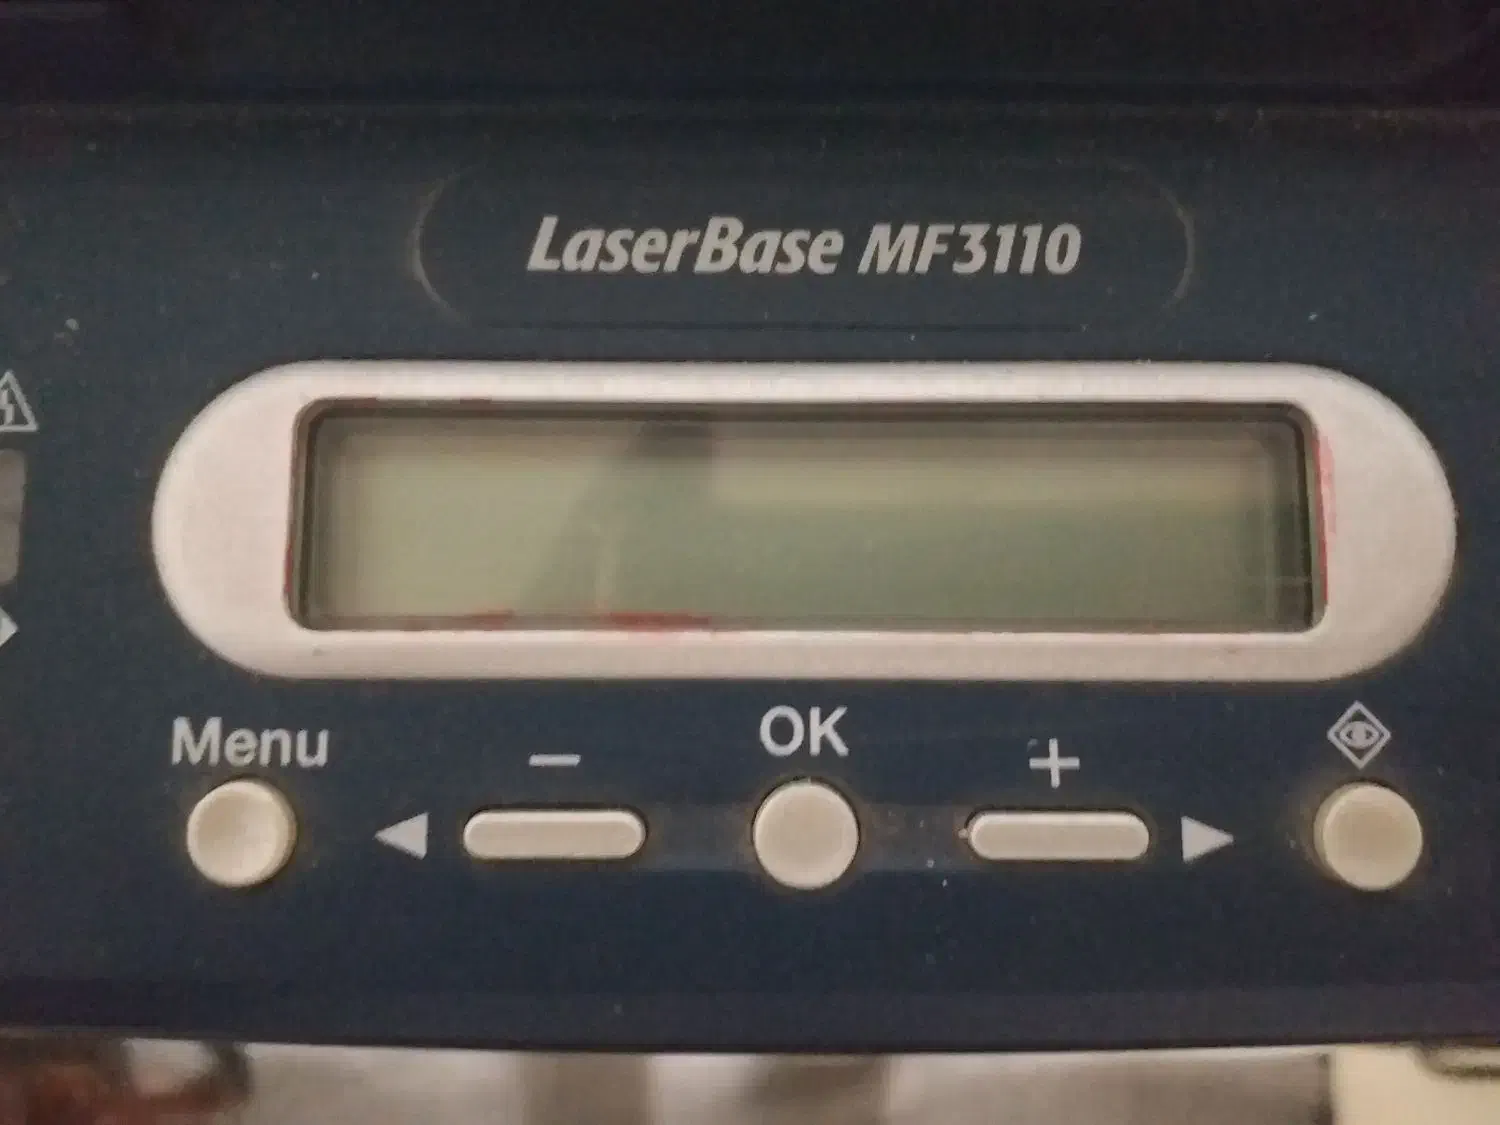 LaserBase MF3110
Menu
−
OK
+